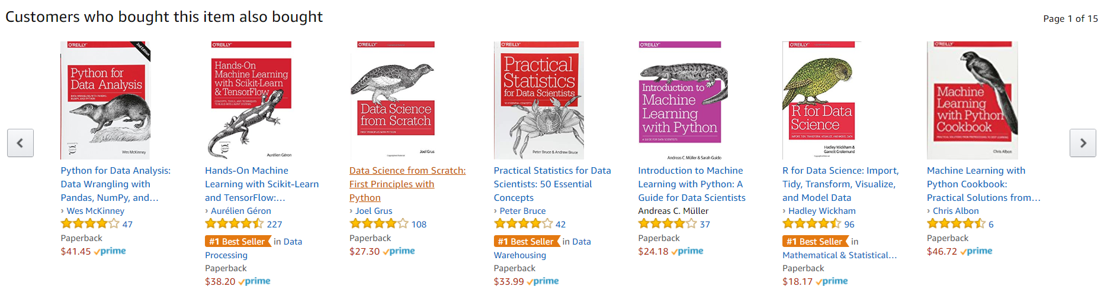 Customers who bought this item also bought
Page 1 of 15
O'REILLY
2nd Edition
Python for
Data Analysis
Wes McKinney
Python for Data Analysis:
Data Wrangling with
Pandas, NumPy, and...
› Wes McKinney
47
Paperback
$41.45 prime
O'REILLY
Hands-On
Machine Learning
with Scikit-Learn
& TensorFlow
Aurélien Géron
Hands-On Machine
Learning with Scikit-Learn
and TensorFlow:...
› Aurélien Géron
227
#1 Best Seller in Data
Processing
Paperback
$38.20 prime
O'REILLY
Data Science
from Scratch
Joel Grus
Data Science from Scratch:
First Principles with
Python
› Joel Grus
108
Paperback
$27.30 prime
O'REILLY
Practical
Statistics
for Data Scientists
Peter Bruce & Andrew Bruce
Practical Statistics for Data
Scientists: 50 Essential
Concepts
› Peter Bruce
42
#1 Best Seller in Data
Warehousing
Paperback
$33.99 prime
O'REILLY
Introduction to
Machine
Learning
with Python
Andreas C. Müller & Sarah Guido
Introduction to Machine
Learning with Python: A
Guide for Data Scientists
Andreas C. Müller
37
Paperback
$24.18 prime
O'REILLY
R for Data
Science
Hadley Wickham &
Garrett Grolemund
R for Data Science: Import,
Tidy, Transform, Visualize,
and Model Data
› Hadley Wickham
96
#1 Best Seller in
Mathematical & Statistical...
Paperback
$18.17 prime
O'REILLY
Machine
Learning
with Python
Cookbook
Chris Albon
Machine Learning with
Python Cookbook:
Practical Solutions from...
› Chris Albon
6
Paperback
$46.72 prime